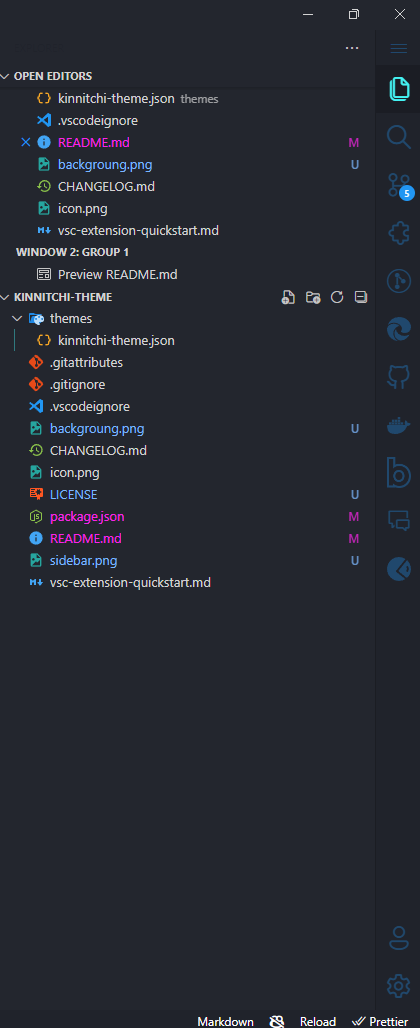 OPEN EDITORS
kinnitchi-theme.json themes
.vscodeignore
README.md M
backgroung.png U
CHANGELOG.md
icon.png
vsc-extension-quickstart.md
WINDOW 2: GROUP 1
Preview README.md
KINNITCHI-THEME
themes
kinnitchi-theme.json
.gitattributes
.gitignore
.vscodeignore
backgroung.png U
CHANGELOG.md
icon.png
LICENSE U
package.json M
README.md M
sidebar.png U
vsc-extension-quickstart.md
5
Markdown Reload Prettier